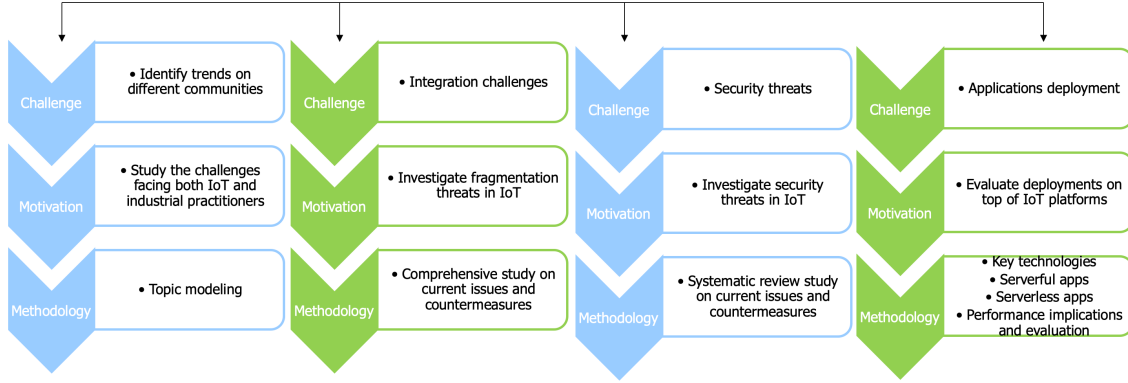 Challenge
• Identify trends on
different communities
Motivation
• Study the challenges
facing both IoT and
industrial practitioners
Methodology
• Topic modeling
Challenge
• Integration challenges
Motivation
• Investigate fragmentation
threats in IoT
Methodology
• Comprehensive study on
current issues and
countermeasures
Challenge
• Security threats
Motivation
• Investigate security
threats in IoT
Methodology
• Systematic review study
on current issues and
countermeasures
Challenge
• Applications deployment
Motivation
• Evaluate deployments on
top of IoT platforms
Methodology
• Key technologies
• Serverful apps
• Serverless apps
• Performance implications
and evaluation